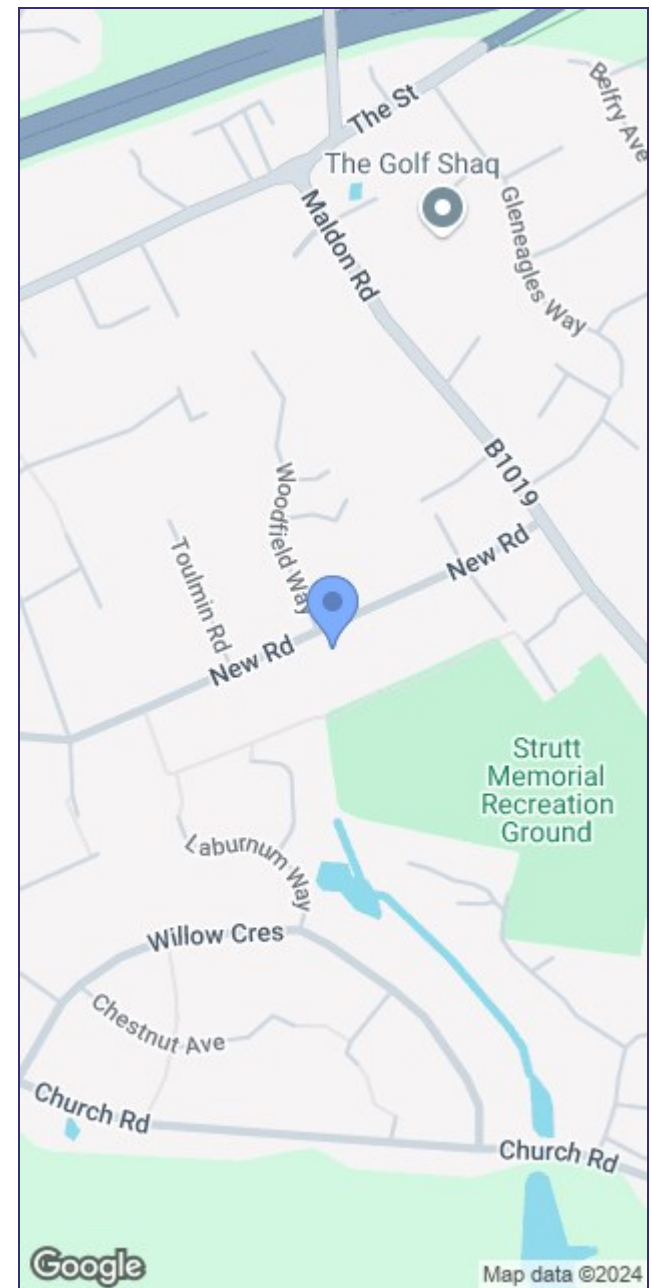 The St
Belfry Ave
The Golf Shaq
Gleneagles Way
Maldon Rd
B1019
Woodfield Way
Toulmin Rd
New Rd
New Rd
Strutt
Memorial
Recreation
Ground
Laburnum Way
Willow Cres
Chestnut Ave
Church Rd
Church Rd
Google
Map data ©2024